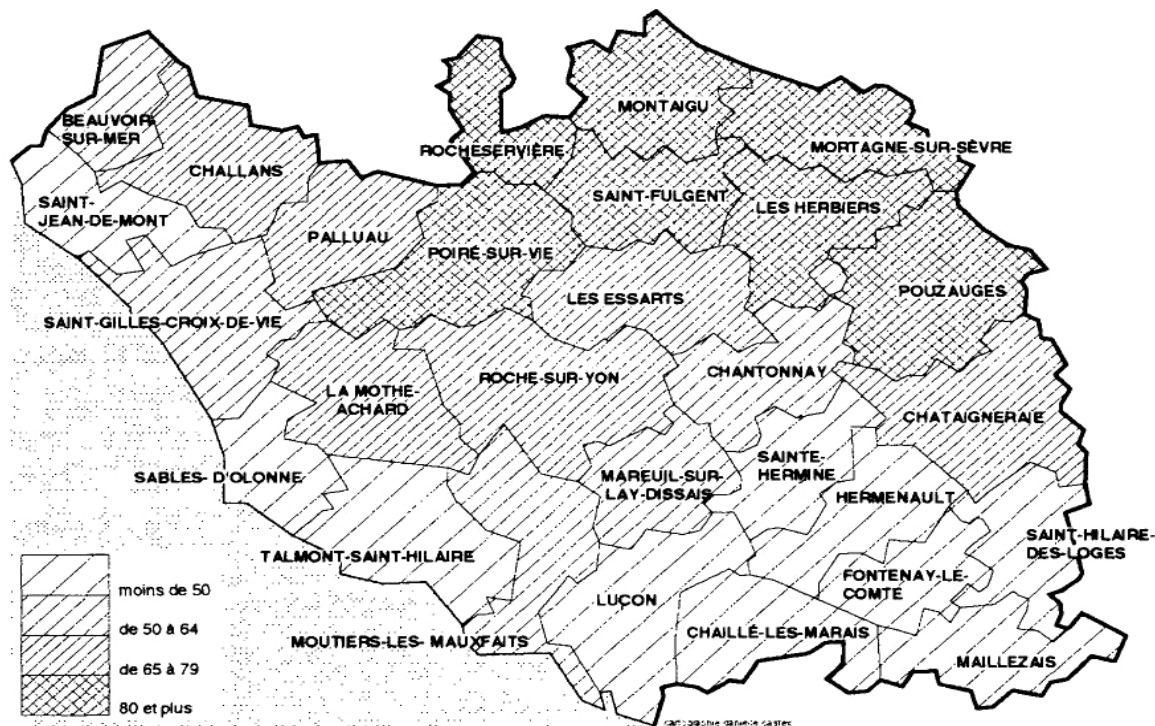 MONTAIGU
BEAUVOIR-
SUR-MER
ROCHESERVIÈRE
MORTAGNE-SUR-SÈVRE
CHALLANS
SAINT-FULGENT
LES HERBIERS
SAINT-
JEAN-DE-MONT
PALLUAU
POIRÉ-SUR-VIE
POUZAUGES
LES ESSARTS
SAINT-GILLES-CROIX-DE-VIE
LA MOTHE-
ACHARD
ROCHE-SUR-YON
CHANTONNAY
CHATAIGNERAIE
SABLES- D'OLONNE
MAREUIL-SUR-
LAY-DISSAIS
SAINTE-
HERMINE
HERMENAULT
SAINT-HILAIRE-
DES-LOGES
TALMONT-SAINT-HILAIRE
FONTENAY-LE-
COMTE
LUÇON
MOUTIERS-LES- MAUXFAITS
CHAILLÉ-LES-MARAIS
MAILLEZAIS
moins de 50
de 50 à 64
de 65 à 79
80 et plus